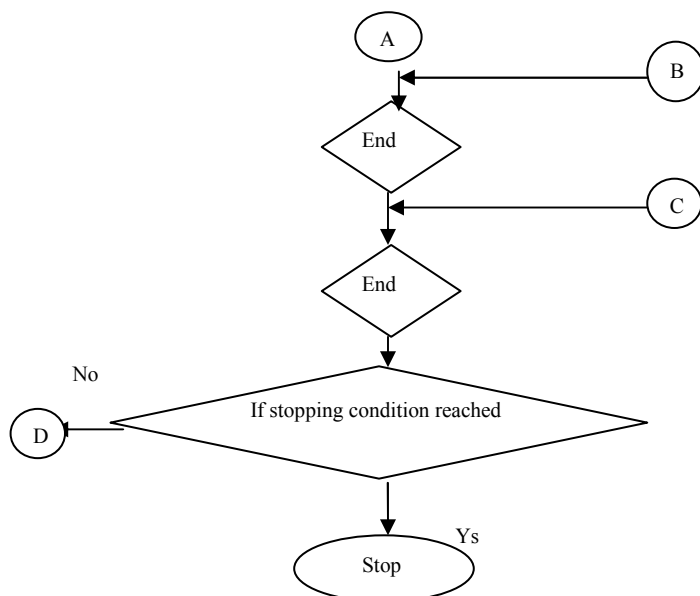 A
B
End
C
End
No
If stopping condition reached
D
Ys
Stop